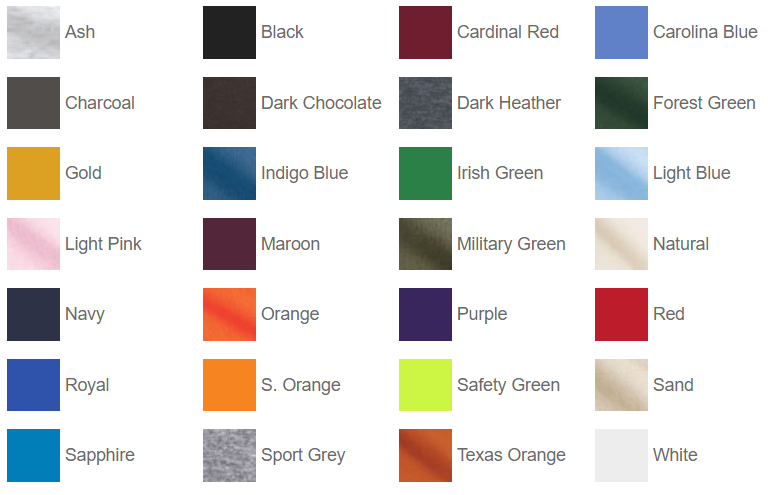 Ash
Black
Cardinal Red
Carolina Blue
Charcoal
Dark Chocolate
Dark Heather
Forest Green
Gold
Indigo Blue
Irish Green
Light Blue
Light Pink
Maroon
Military Green
Natural
Navy
Orange
Purple
Red
Royal
S. Orange
Safety Green
Sand
Sapphire
Sport Grey
Texas Orange
White